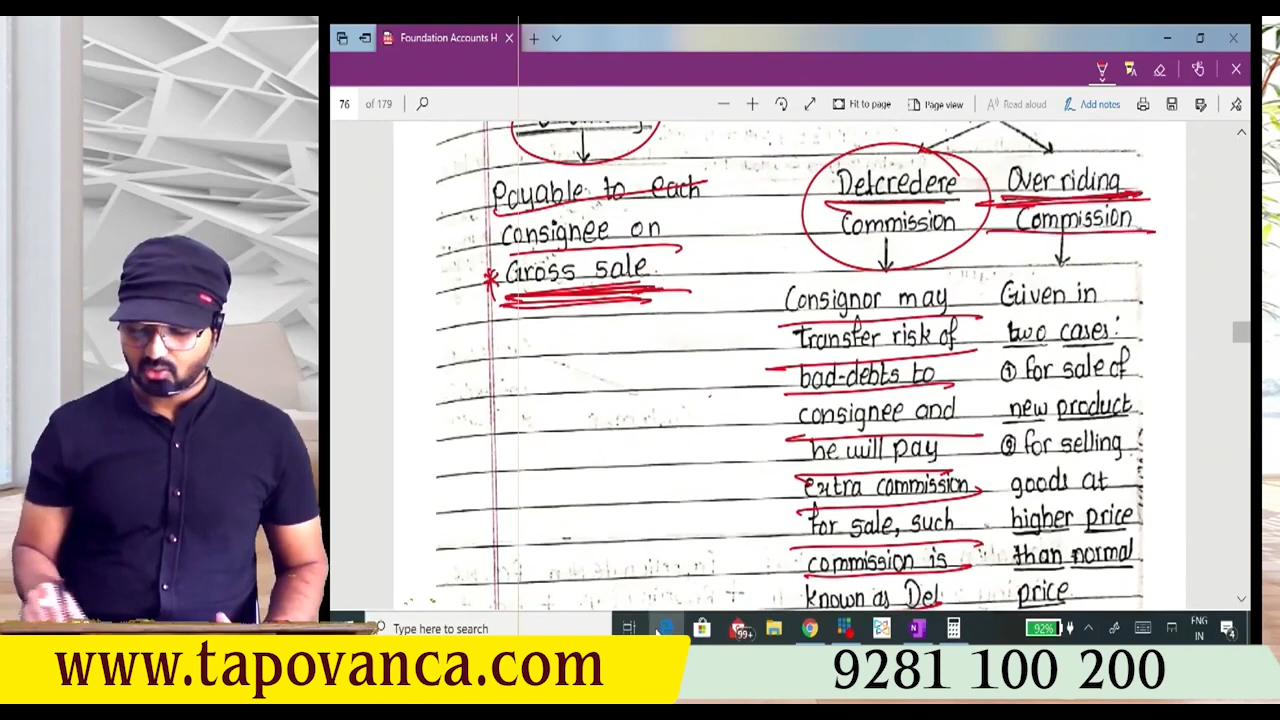 Foundation Accounts H
76 of 179
Fit to page
Page view
Read aloud
Add notes
Payable to each
consignee on
* Gross sale
Delcredere
Commission
Consignor may
transfer risk of
bad-debts to
consignee and
he will pay
extra commission
for sale, such
commission is
known as Del
Over riding
Commission
Given in
two cases:
① for sale of
new product
② for selling
goods at
higher price
than normal
price
Type here to search
99+
92%
ENG
IN
4
www.tapovanca.com
9281 100 200